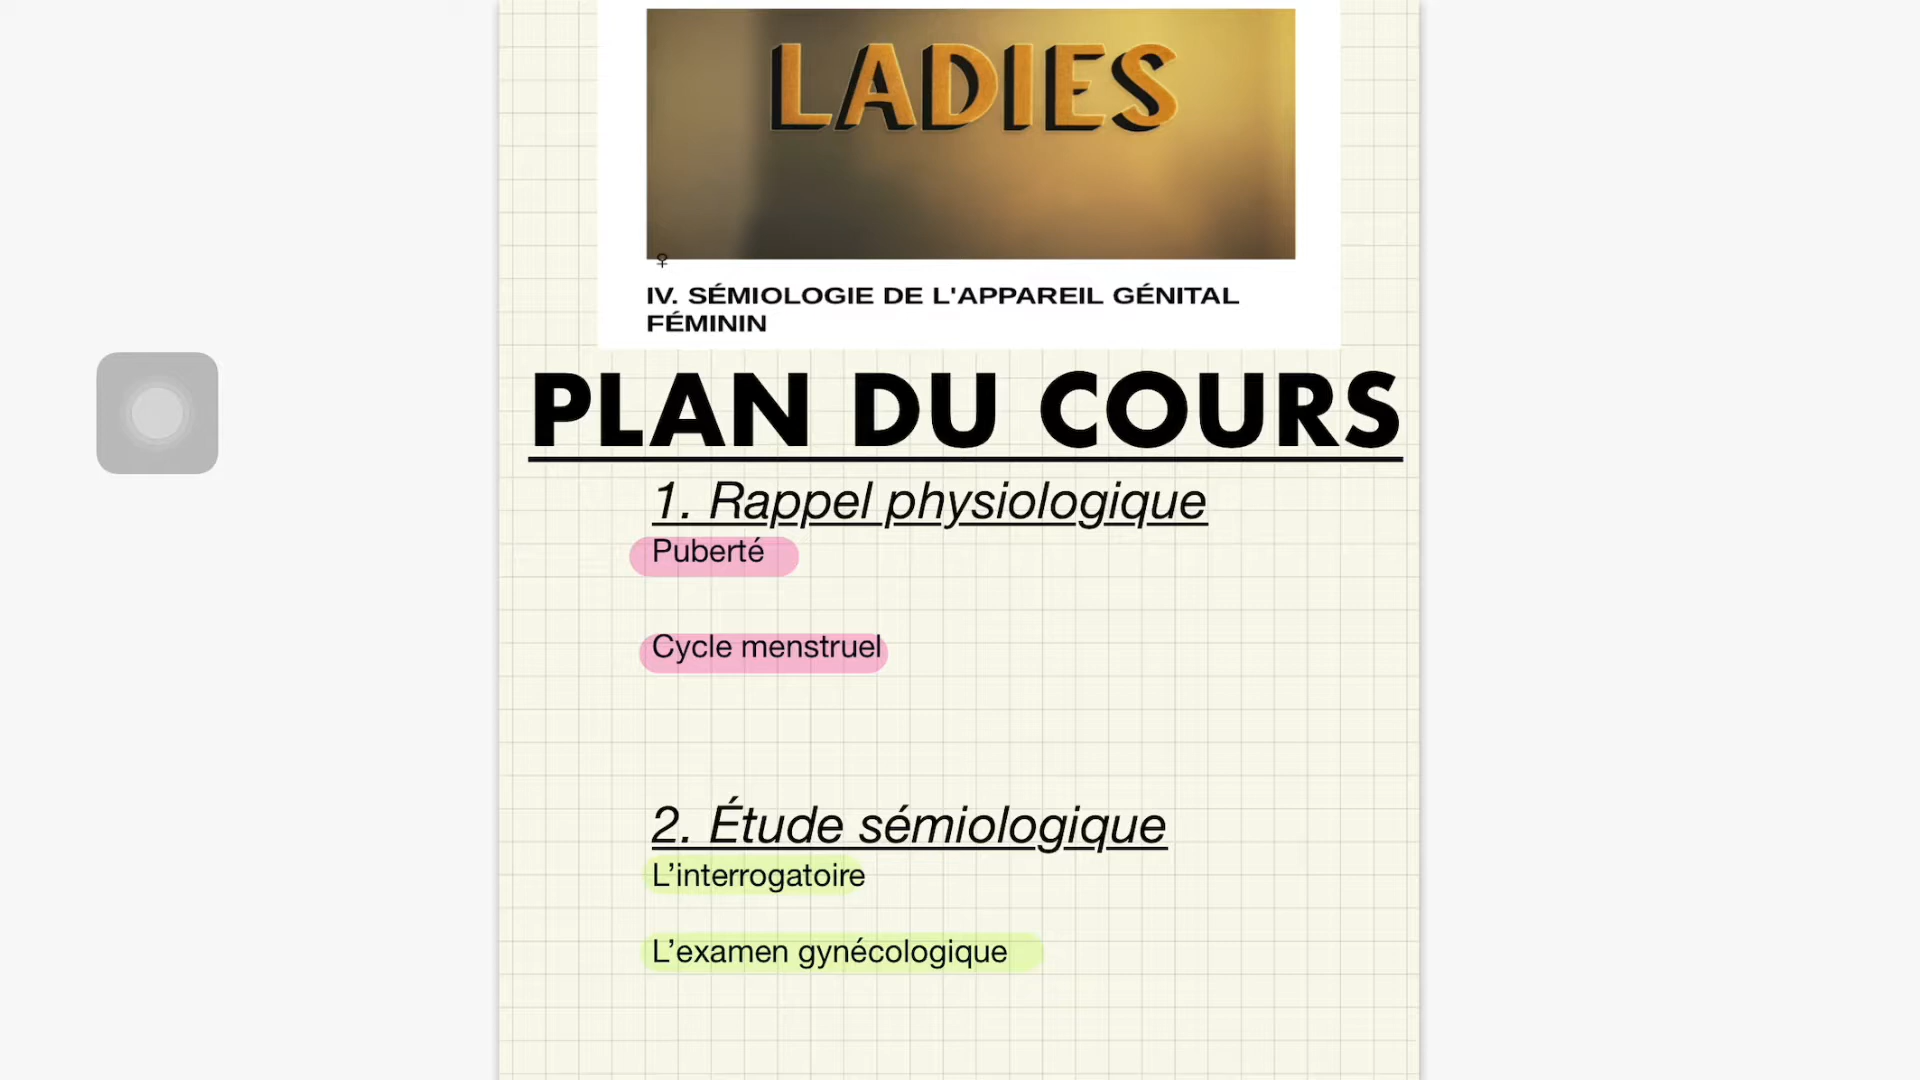 LADIES
♀
IV. SÉMIOLOGIE DE L'APPAREIL GÉNITAL
FÉMININ
PLAN DU COURS
1. Rappel physiologique
Puberté
Cycle menstruel
2. Étude sémiologique
L’interrogatoire
L’examen gynécologique